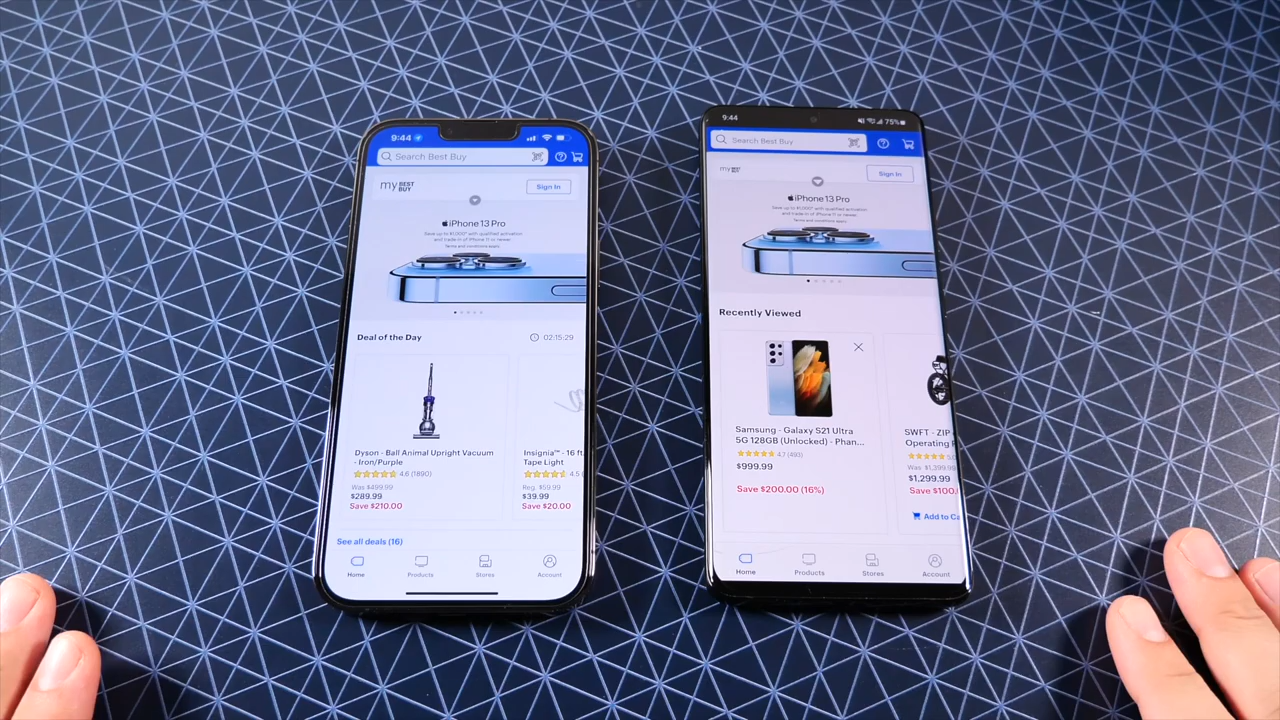 9:44
Search Best Buy
my BEST BUY
Sign In
iPhone 13 Pro
Save up to $1,000* with qualified activation
and trade-in of iPhone 11 or newer.
Terms and conditions apply.
Deal of the Day
02:15:29
Dyson - Ball Animal Upright Vacuum
- Iron/Purple
4.6 (1890)
Was $499.99
$289.99
Save $210.00
Insignia™ - 16 ft.
Tape Light
4.5
Reg. $59.99
$39.99
Save $20.00
See all deals (16)
Home
Products
Stores
Account
9:44
75%
Search Best Buy
my BEST BUY
Sign In
iPhone 13 Pro
Save up to $1,000* with qualified activation
and trade-in of iPhone 11 or newer.
Terms and conditions apply.
Recently Viewed
Samsung - Galaxy S21 Ultra
5G 128GB (Unlocked) - Phan...
4.7 (493)
$999.99
Save $200.00 (16%)
SWFT - ZIP
Operating R
5.0
Was $1,399.99
$1,299.99
Save $100.
Add to Ca
Home
Products
Stores
Account